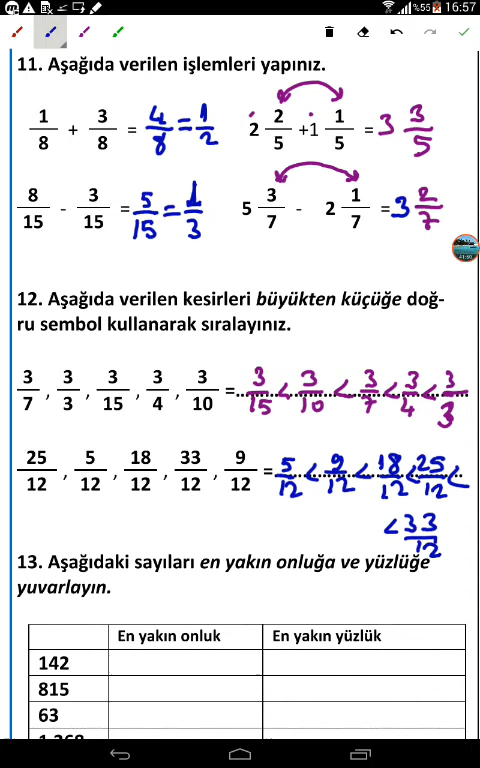 %55 16:57
11. Aşağıda verilen işlemleri yapınız.
1/8 + 3/8 = 4/8 = 1/2
2 2/5 +1 1/5 = 3 3/5
8/15 - 3/15 = 5/15 = 1/3
5 3/7 - 2 1/7 = 3 2/7
41:50
12. Aşağıda verilen kesirleri büyükten küçüğe doğ-
ru sembol kullanarak sıralayınız.
3/7 , 3/3 , 3/15 , 3/4 , 3/10 = 3/15 < 3/10 < 3/7 < 3/4 < 3/3
25/12 , 5/12 , 18/12 , 33/12 , 9/12 = 5/12 < 9/12 < 18/12 < 25/12 <
< 33/12
13. Aşağıdaki sayıları en yakın onluğa ve yüzlüğe
yuvarlayın.
En yakın onluk En yakın yüzlük
142
815
63